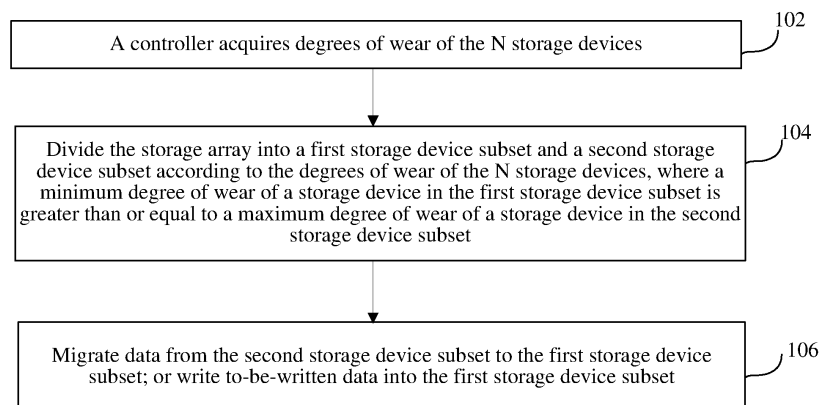 A controller acquires degrees of wear of the N storage devices
102
Divide the storage array into a first storage device subset and a second storage
device subset according to the degrees of wear of the N storage devices, where a
minimum degree of wear of a storage device in the first storage device subset is
greater than or equal to a maximum degree of wear of a storage device in the second
storage device subset
104
Migrate data from the second storage device subset to the first storage device
subset; or write to-be-written data into the first storage device subset
106